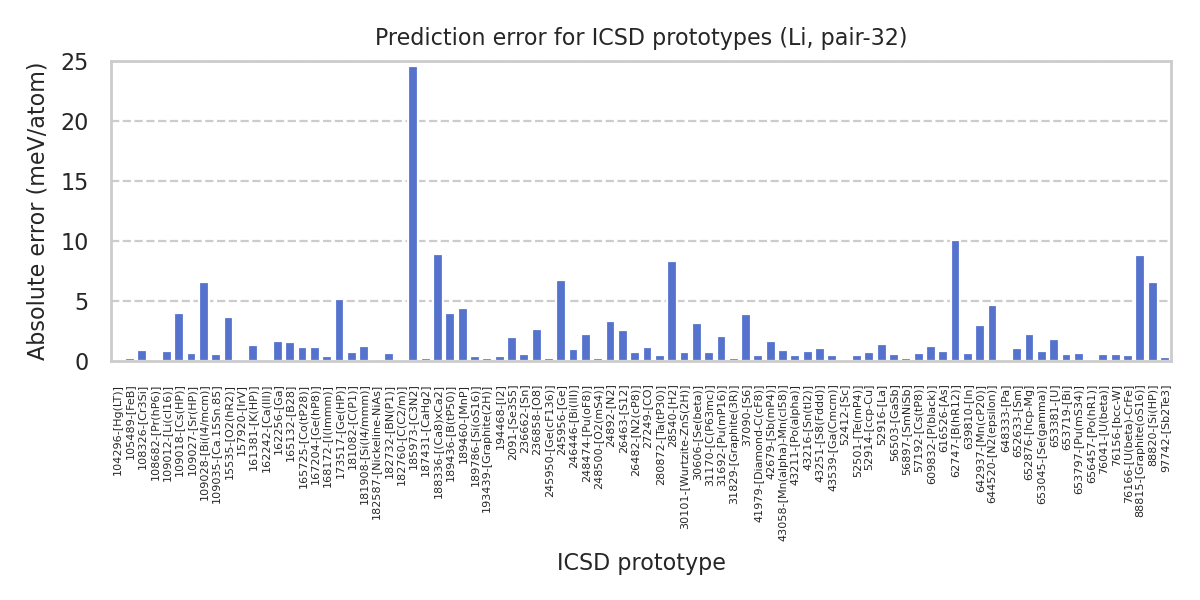 Prediction error for ICSD prototypes (Li, pair-32)
Absolute error (meV/atom)
25
20
15
10
5
0
104296-[Hg(LT)]
105489-[FeB]
108326-[Cr3Si]
108682-[Pr(hP6)]
109012-[Li(cI16)]
109018-[Cs(HP)]
109027-[Sr(HP)]
109028-[Bi(I4/mcm)]
109035-[Ca.15Sn.85]
15535-[O2(hR2)]
157920-[IrV]
161381-[K(HP)]
162242-[Ca(III)]
162256-[Ga]
165132-[B28]
165725-[Co(tP28)]
167204-[Ge(hP8)]
168172-[I(Immm)]
173517-[Ge(HP)]
181082-[C(P1)]
181908-[Si(I4/mmm)]
182587-[Nickeline-NiAs]
182732-[BN(P1)]
182760-[C(C2/m)]
185973-[C3N2]
187431-[CaHg2]
188336-[(Ca8)xCa2]
189436-[B(tP50)]
189460-[MnP]
189786-[Si(oS16)]
193439-[Graphite(2H)]
194468-[I2]
2091-[Se3S5]
236662-[Sn]
236858-[O8]
245950-[Ge(cF136)]
245956-[Ge]
246446-[Bi(III)]
248474-[Pu(oF8)]
248500-[O2(mS4)]
24892-[N2]
26463-[S12]
26482-[N2(cP8)]
27249-[CO]
280872-[Ta(tP30)]
28540-[H2]
30101-[Wurtzite-ZnS(2H)]
30606-[Se(beta)]
31170-[C(P63mc)]
31692-[Pu(mP16)]
31829-[Graphite(3R)]
37090-[S6]
41979-[Diamond-C(cF8)]
42679-[Sb(mP4)]
43058-[Mn(alpha)-Mn(cI58)]
43211-[Po(alpha)]
43216-[Sn(tI2)]
43251-[S8(Fddd)]
43539-[Ga(Cmcm)]
52412-[Sc]
52501-[Te(mP4)]
52914-[fcc-Cu]
52916-[La]
56503-[GaSb]
56897-[SmNiSb]
57192-[Cs(tP8)]
609832-[P(black)]
616526-[As]
62747-[B(hR12)]
639810-[In]
642937-[Mn(cP20)]
644520-[N2(epsilon)]
648333-[Pa]
652633-[Sm]
652876-[hcp-Mg]
653045-[Se(gamma)]
653381-[U]
653719-[Bi]
653797-[Pu(mS34)]
656457-[Po(hR1)]
76041-[U(beta)]
76156-[bcc-W]
76166-[U(beta)-CrFe]
88815-[Graphite(oS16)]
88820-[Si(HP)]
97742-[Sb2Te3]
ICSD prototype